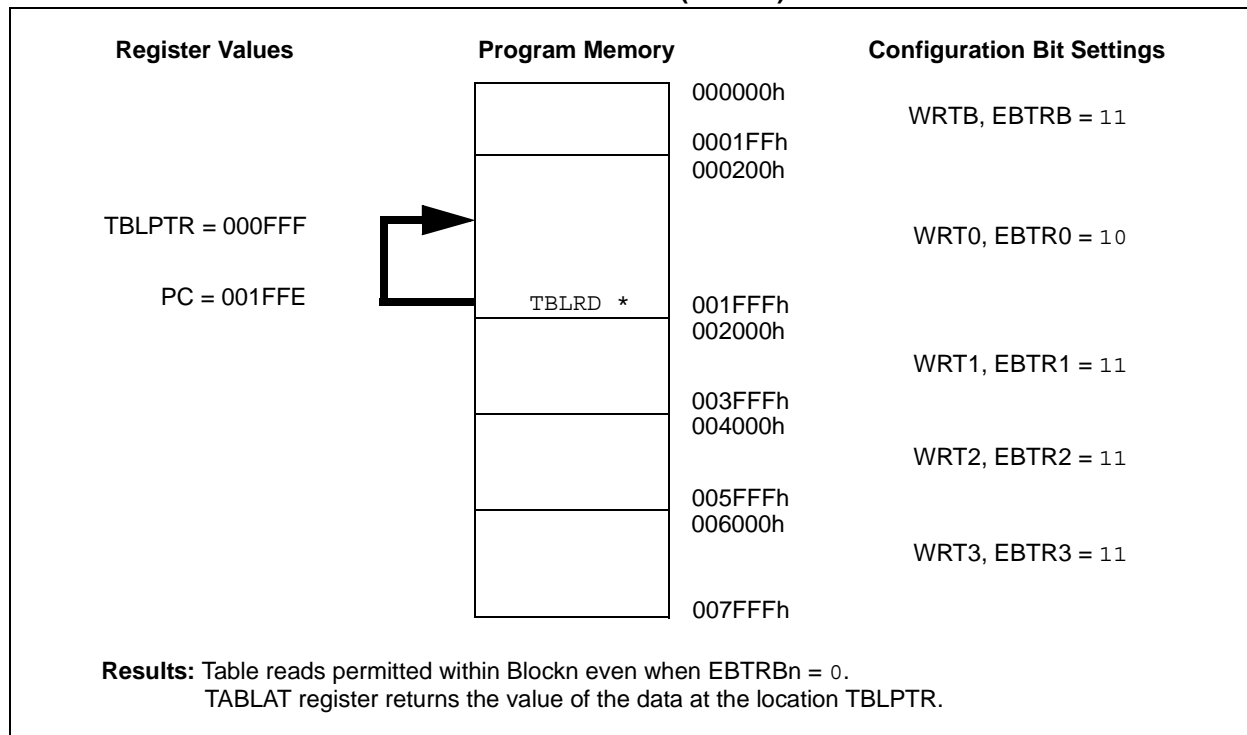 Register Values Program Memory Configuration Bit Settings
000000h
WRTB, EBTRB = 11
0001FFh
000200h
TBLPTR = 000FFF
WRT0, EBTR0 = 10
PC = 001FFE
TBLRD *
001FFFh
002000h
WRT1, EBTR1 = 11
003FFFh
004000h
WRT2, EBTR2 = 11
005FFFh
006000h
WRT3, EBTR3 = 11
007FFFh
Results: Table reads permitted within Blockn even when EBTRBn = 0.
TABLAT register returns the value of the data at the location TBLPTR.